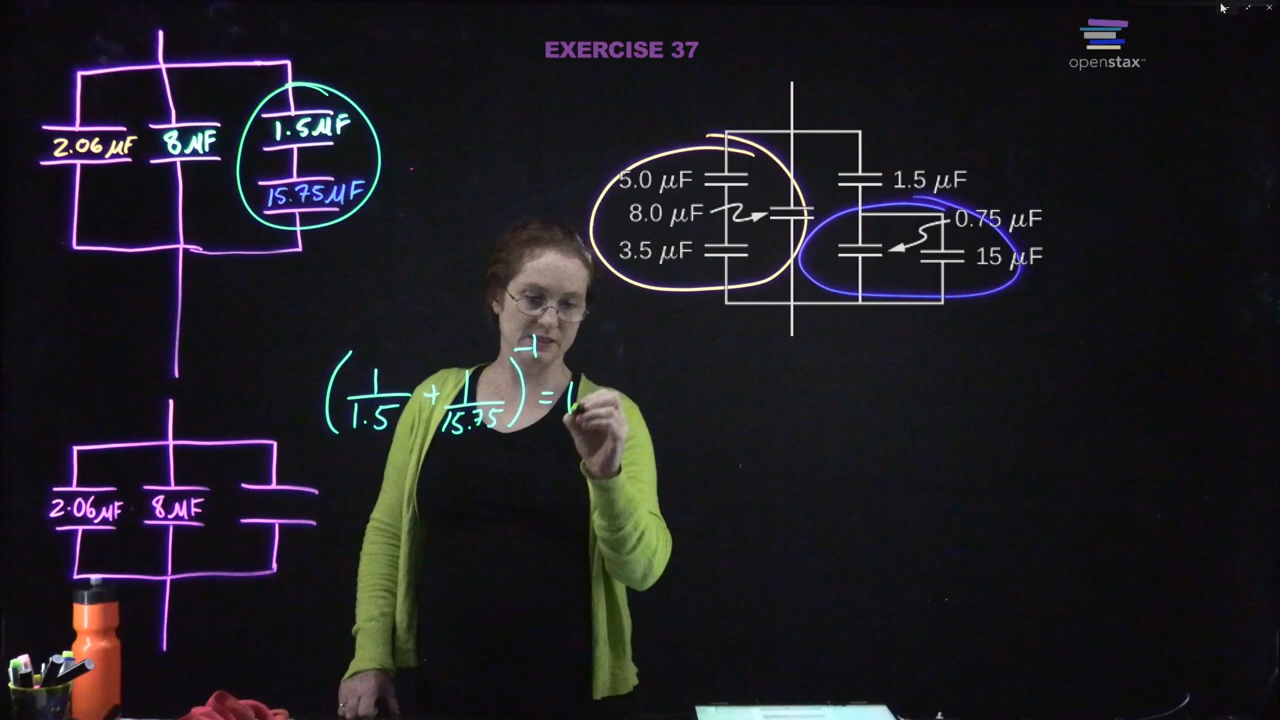 EXERCISE 37
openstax™
2.06 μF
8 μF
1.5 μF
15.75 μF
5.0 μF
8.0 μF
3.5 μF
1.5 μF
0.75 μF
15 μF
(1/1.5 + 1/15.75)⁻¹ = 1
2.06 μF
8 μF